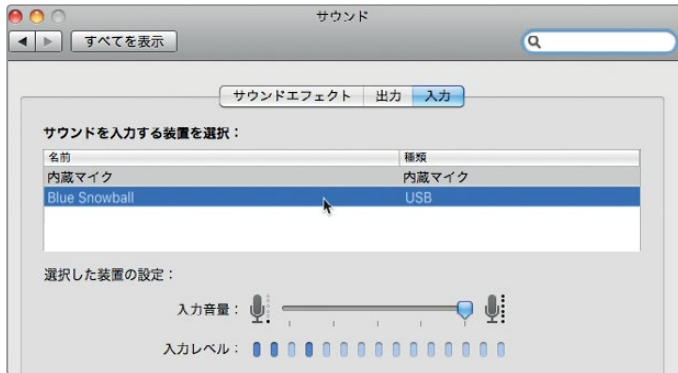 サウンド
すべてを表示
サウンドエフェクト 出力 入力
サウンドを入力する装置を選択：
名前 種類
内蔵マイク 内蔵マイク
Blue Snowball USB
選択した装置の設定：
入力音量：
入力レベル：